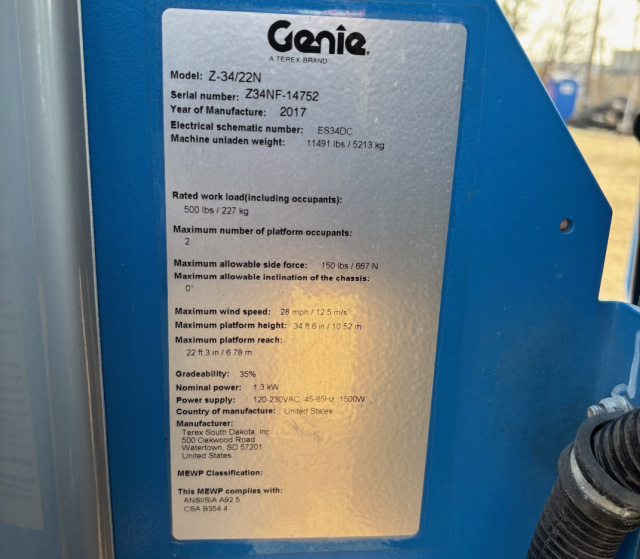 Genie.
A TEREX BRAND
Model: Z-34/22N
Serial number: Z34NF-14752
Year of Manufacture: 2017
Electrical schematic number: ES34DC
Machine unladen weight: 11491 lbs / 5213 kg
Rated work load(including occupants):
500 lbs / 227 kg
Maximum number of platform occupants:
2
Maximum allowable side force: 150 lbs / 667 N
Maximum allowable inclination of the chassis:
0°
Maximum wind speed: 28 mph / 12.5 m/s
Maximum platform height: 34 ft 6 in / 10.52 m
Maximum platform reach:
22 ft 3 in / 6.78 m
Gradeability: 35%
Nominal power: 1.3 kW
Power supply: 120-230VAC, 45-65Hz, 1500W
Country of manufacture: United States
Manufacturer:
Terex South Dakota, Inc
500 Oakwood Road
Watertown, SD 57201
United States
MEWP Classification:
This MEWP complies with:
ANSI/SIA A92.5
CSA B354.4